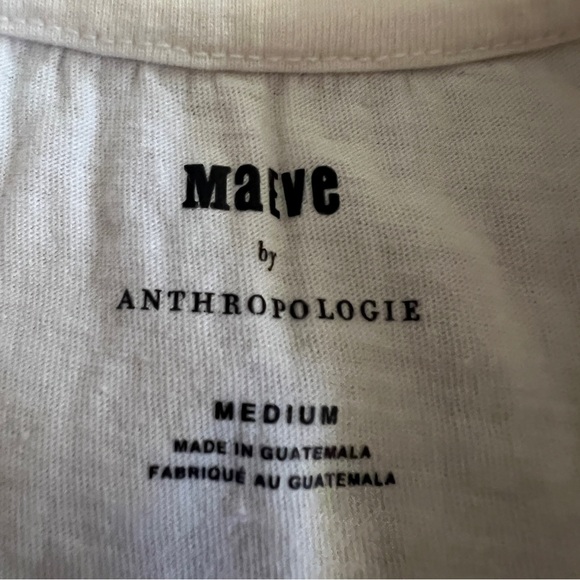 MaEve
by
ANTHROPOLOGIE
MEDIUM
MADE IN GUATEMALA
FABRIQUÉ AU GUATEMALA